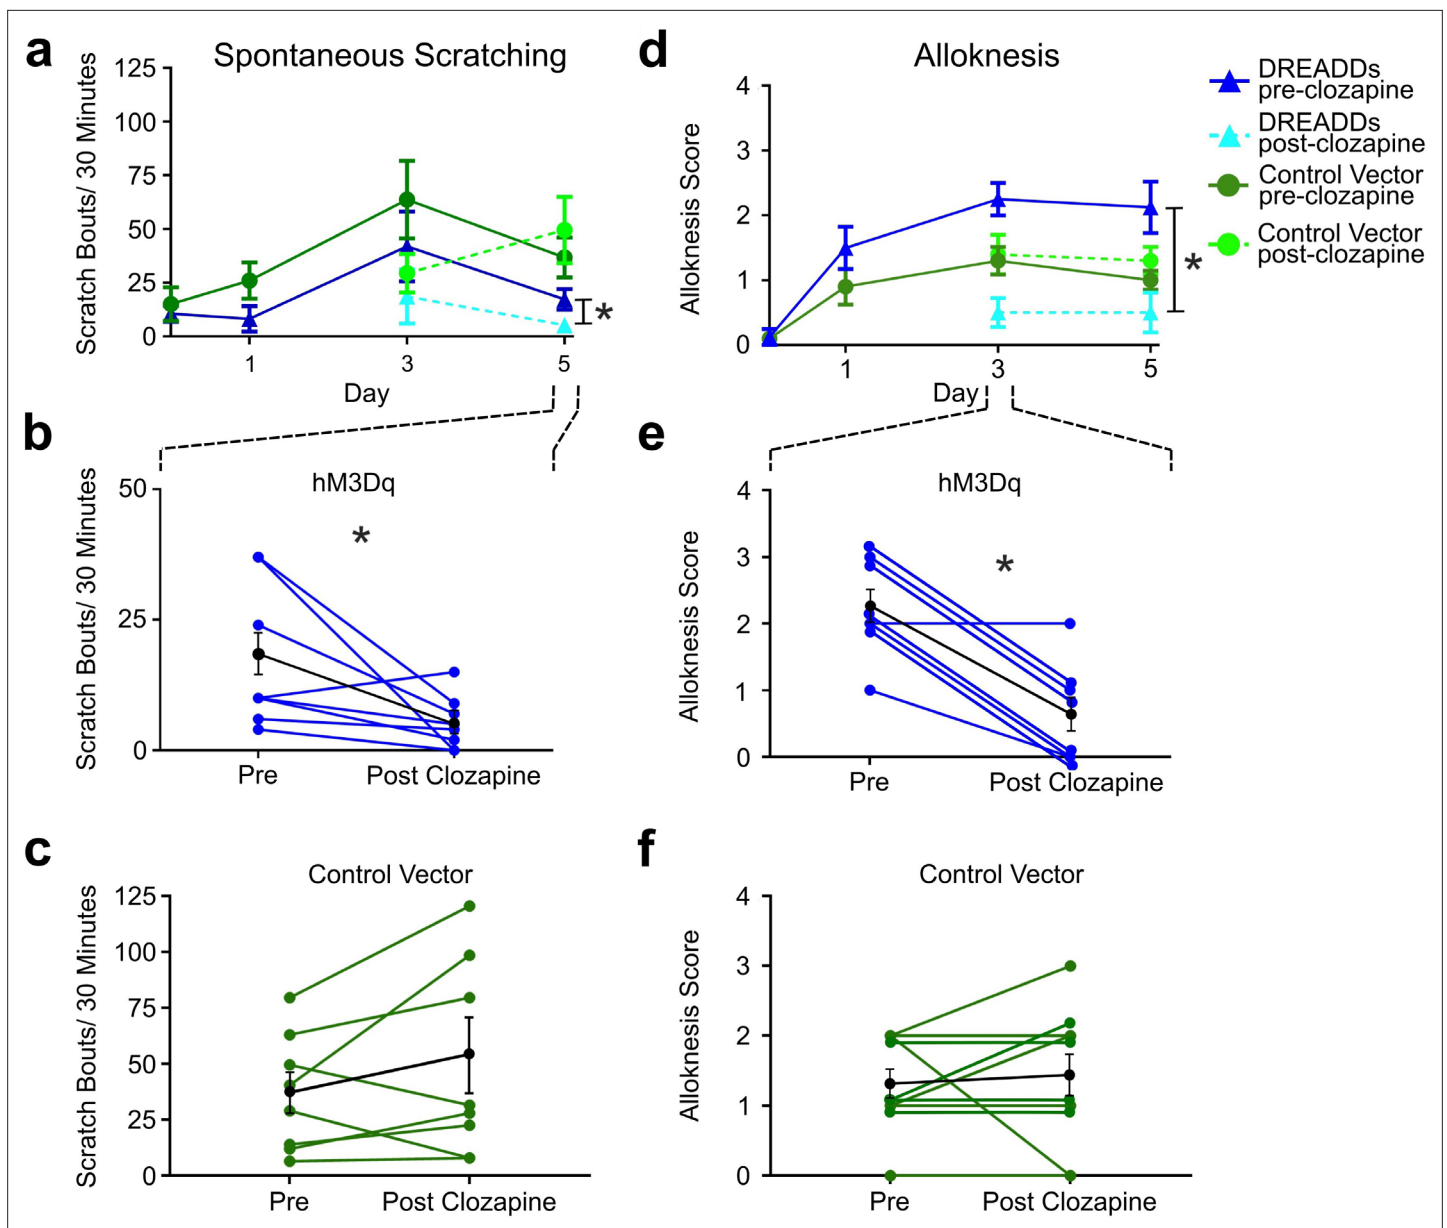 a
Spontaneous Scratching
Scratch Bouts/ 30 Minutes
125
100
75
50
25
0
*
1
3
5
Day
d
Alloknesis
Alloknesis Score
4
3
2
1
0
*
1
3
5
Day
DREADDs
pre-clozapine
DREADDs
post-clozapine
Control Vector
pre-clozapine
Control Vector
post-clozapine
b
hM3Dq
Scratch Bouts/ 30 Minutes
50
25
0
*
Pre
Post Clozapine
e
hM3Dq
Alloknesis Score
4
3
2
1
0
*
Pre
Post Clozapine
c
Control Vector
Scratch Bouts/ 30 Minutes
125
100
75
50
25
0
Pre
Post Clozapine
f
Control Vector
Alloknesis Score
4
3
2
1
0
Pre
Post Clozapine